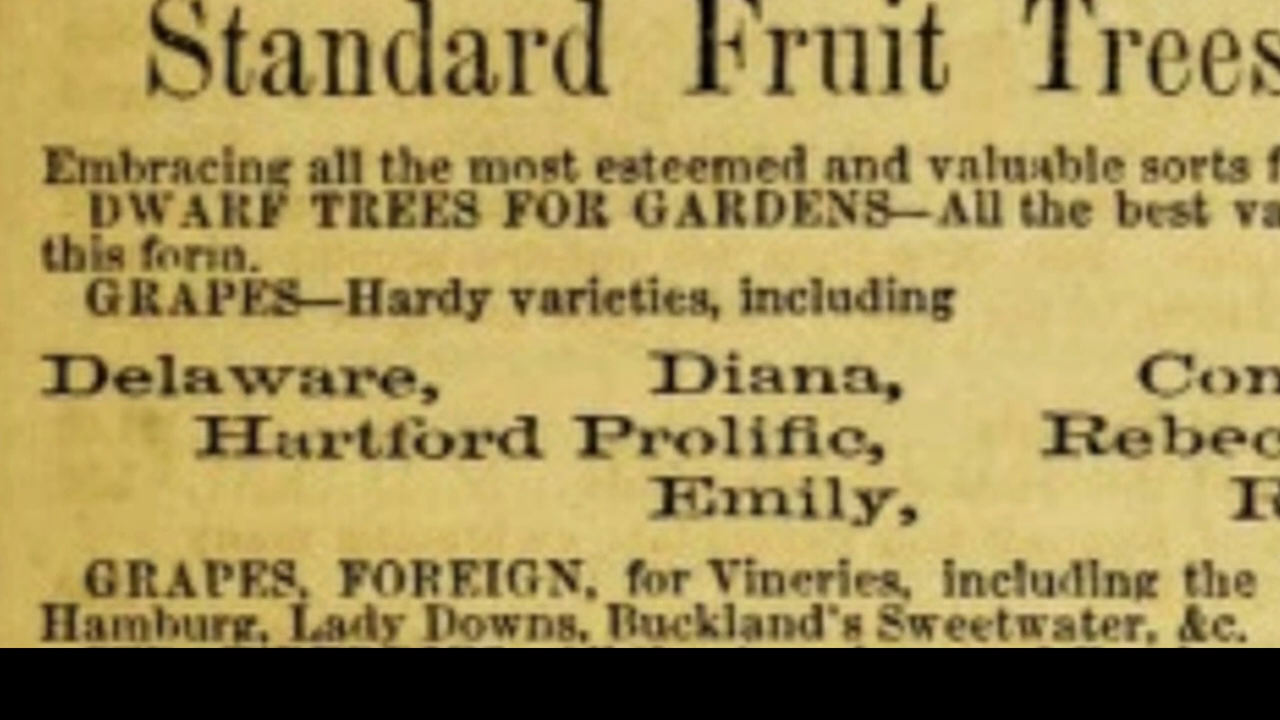 Standard Fruit Trees
Embracing all the most esteemed and valuable sorts
DWARF TREES FOR GARDENS—All the best
this form.
GRAPES—Hardy varieties, including
Delaware, Diana,
Hartford Prolific,
Emily,
GRAPES, FOREIGN, for Vineries, including the
Hamburg, Lady Downs, Buckland's Sweetwater, &c.